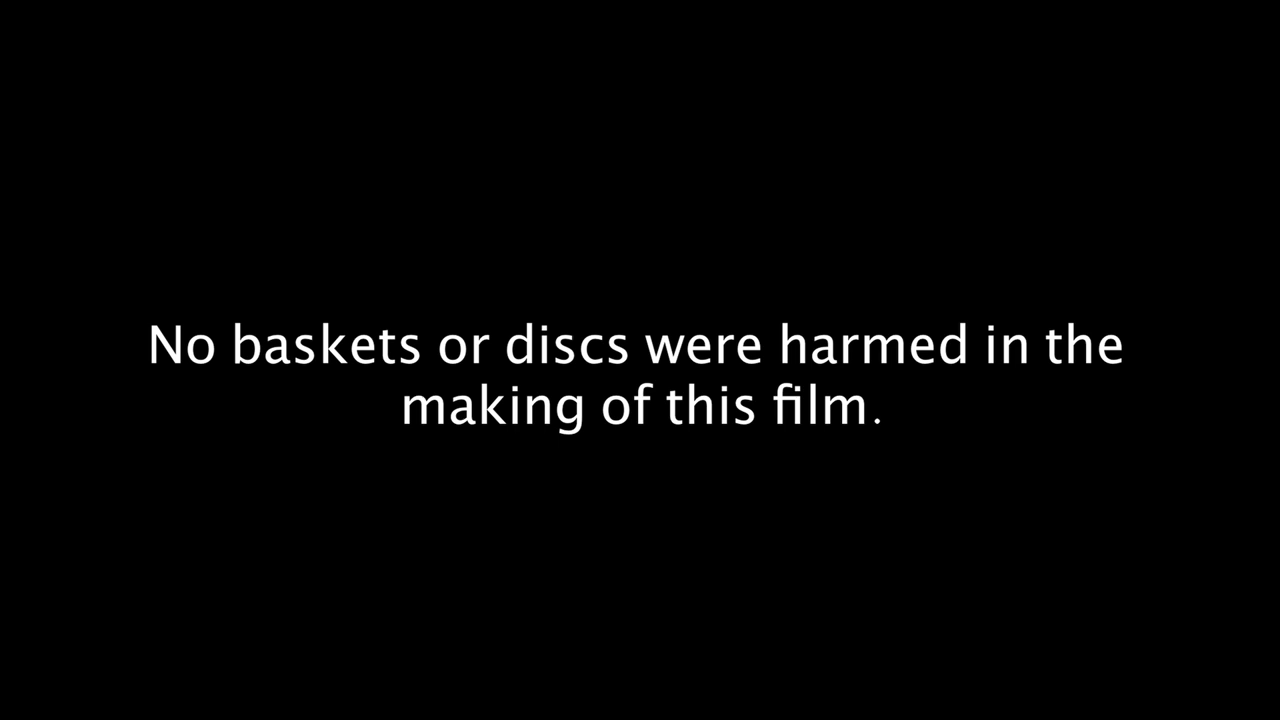 No baskets or discs were harmed in the
making of this film.